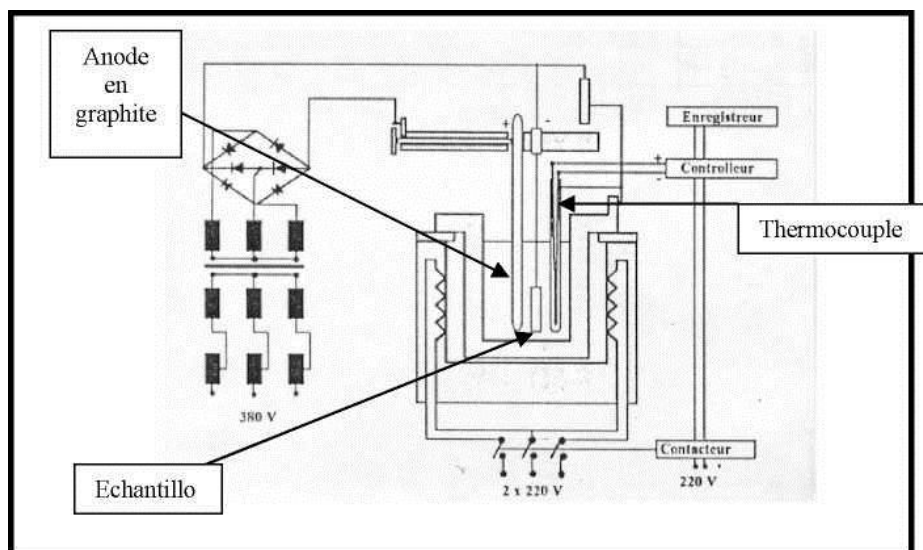 Anode
en
graphite
+
-
Enregistreur
+
Controlleur
-
Thermocouple
380 V
Echantillo
2 x 220 V
Contacteur
220 V